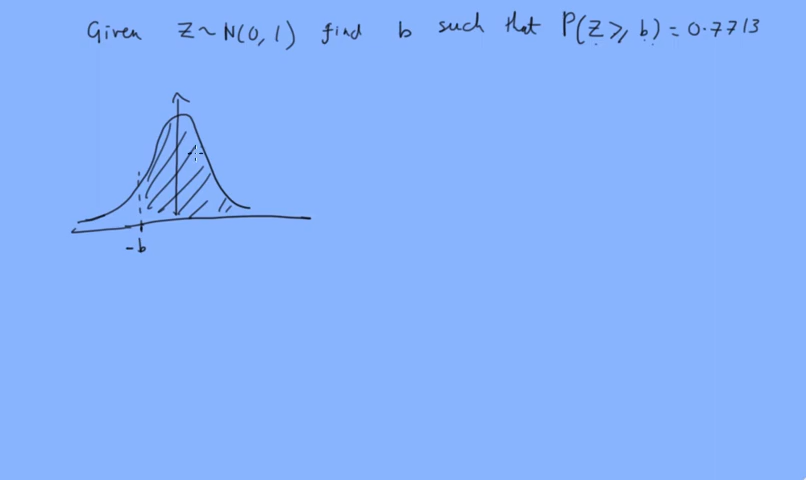 Given Z ~ N(0, 1) find b such that P(Z ⩾ b) = 0.7713
-b